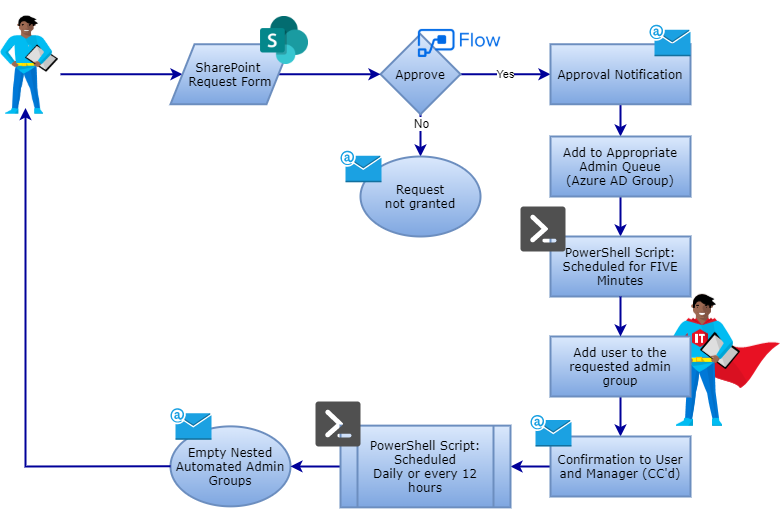 S
Flow
SharePoint
Request Form
Approve
Yes
Approval Notification
No
Add to Appropriate
Admin Queue
(Azure AD Group)
Request
not granted
PowerShell Script:
Scheduled for FIVE
Minutes
IT
Add user to the
requested admin
group
Confirmation to User
and Manager (CC'd)
PowerShell Script:
Scheduled
Daily or every 12
hours
Empty Nested
Automated Admin
Groups